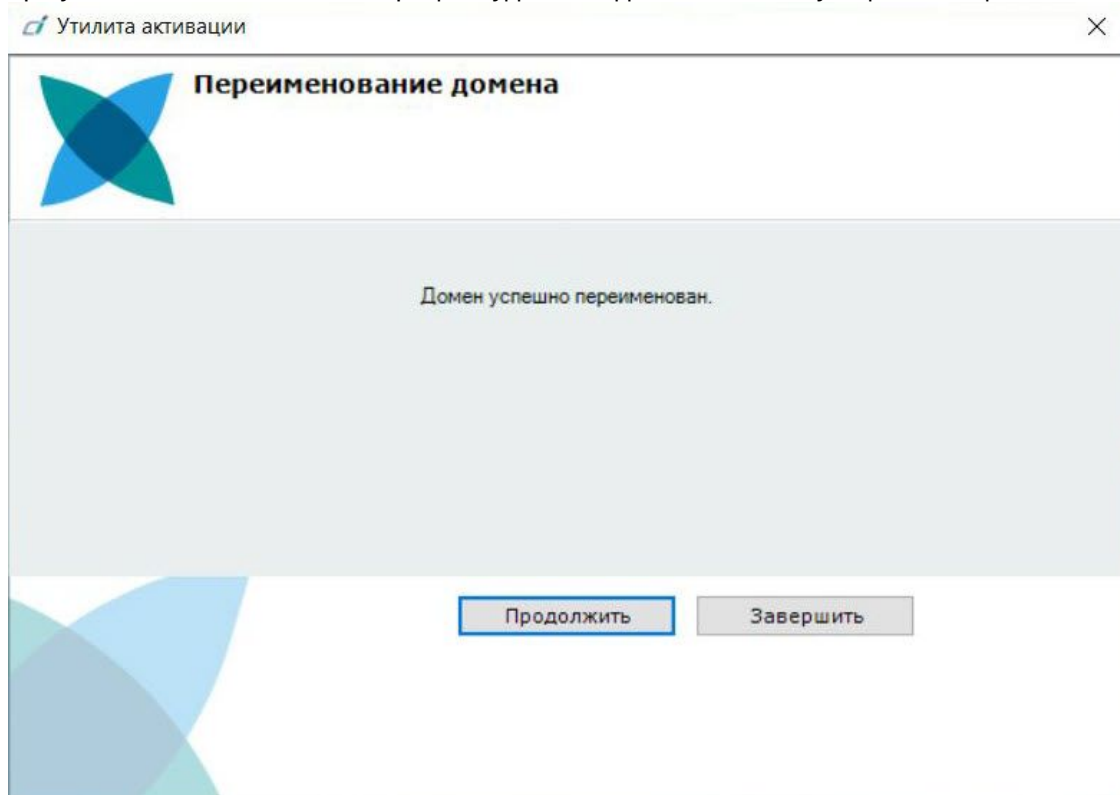 Утилита активации
Переименование домена
Домен успешно переименован.
Продолжить
Завершить